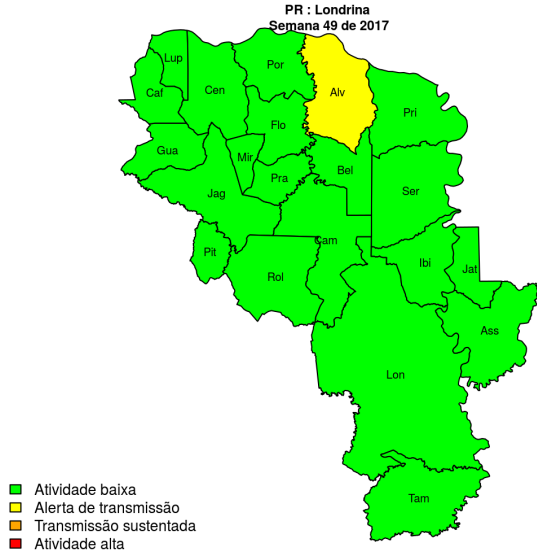 PR : Londrina
Semana 49 de 2017
Lup
Por
Caf
Cen
Alv
Pri
Flo
Gua
Mir
Bel
Pra
Jag
Ser
Cam
Pit
Ibi
Jat
Rol
Ass
Lon
Tam
Atividade baixa
Alerta de transmissão
Transmissão sustentada
Atividade alta